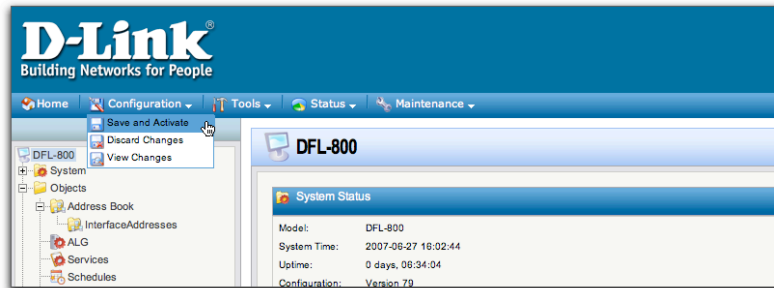 D-Link®
Building Networks for People
Home Configuration Tools Status Maintenance
Save and Activate
Discard Changes
View Changes
DFL-800
System
Objects
Address Book
InterfaceAddresses
ALG
Services
Schedules
DFL-800
System Status
Model: DFL-800
System Time: 2007-06-27 16:02:44
Uptime: 0 days, 06:34:04
Configuration: Version 79